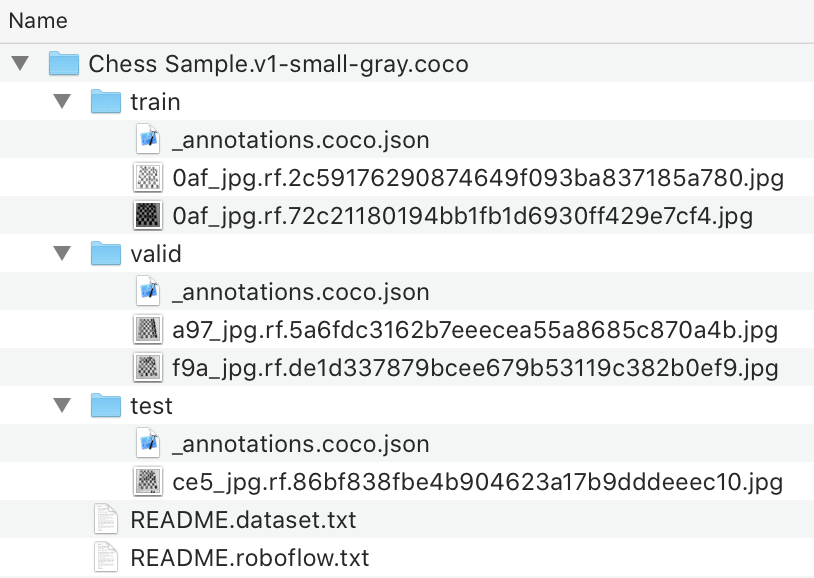 Name
Chess Sample.v1-small-gray.coco
train
_annotations.coco.json
0af_jpg.rf.2c59176290874649f093ba837185a780.jpg
0af_jpg.rf.72c21180194bb1fb1d6930ff429e7cf4.jpg
valid
_annotations.coco.json
a97_jpg.rf.5a6fdc3162b7eeecea55a8685c870a4b.jpg
f9a_jpg.rf.de1d337879bcee679b53119c382b0ef9.jpg
test
_annotations.coco.json
ce5_jpg.rf.86bf838fbe4b904623a17b9dddeeec10.jpg
README.dataset.txt
README.roboflow.txt